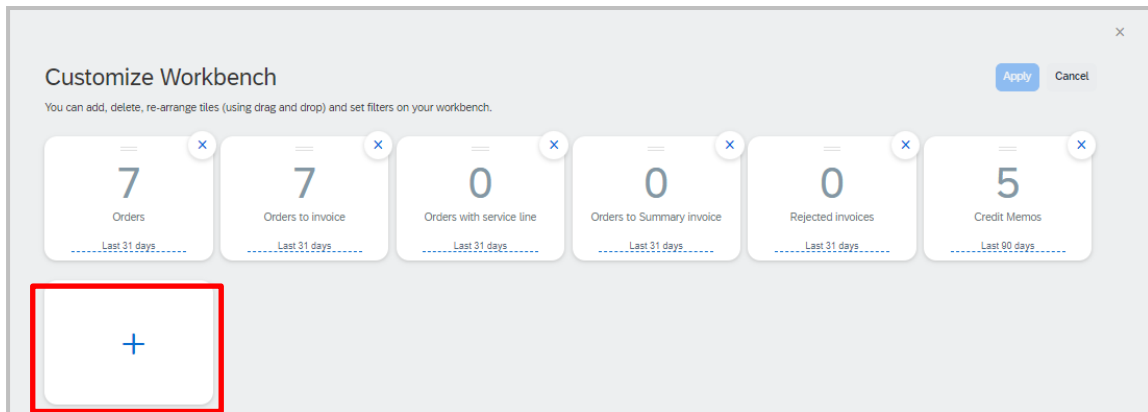 Customize Workbench
Apply
Cancel
You can add, delete, re-arrange tiles (using drag and drop) and set filters on your workbench.
7
Orders
Last 31 days
7
Orders to invoice
Last 31 days
0
Orders with service line
Last 31 days
0
Orders to Summary invoice
Last 31 days
0
Rejected invoices
Last 31 days
5
Credit Memos
Last 90 days